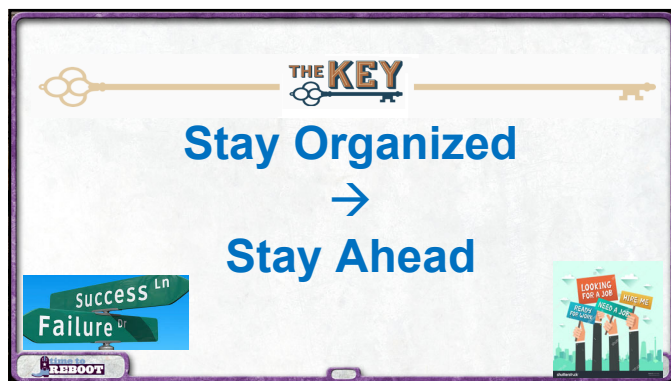 THE KEY
Stay Organized
→
Stay Ahead
Success Ln
Failure Dr
LOOKING
FOR A JOB
HIRE ME
READY
FOR WORK
NEED A JOB
shutterstock
time to
REBOOT